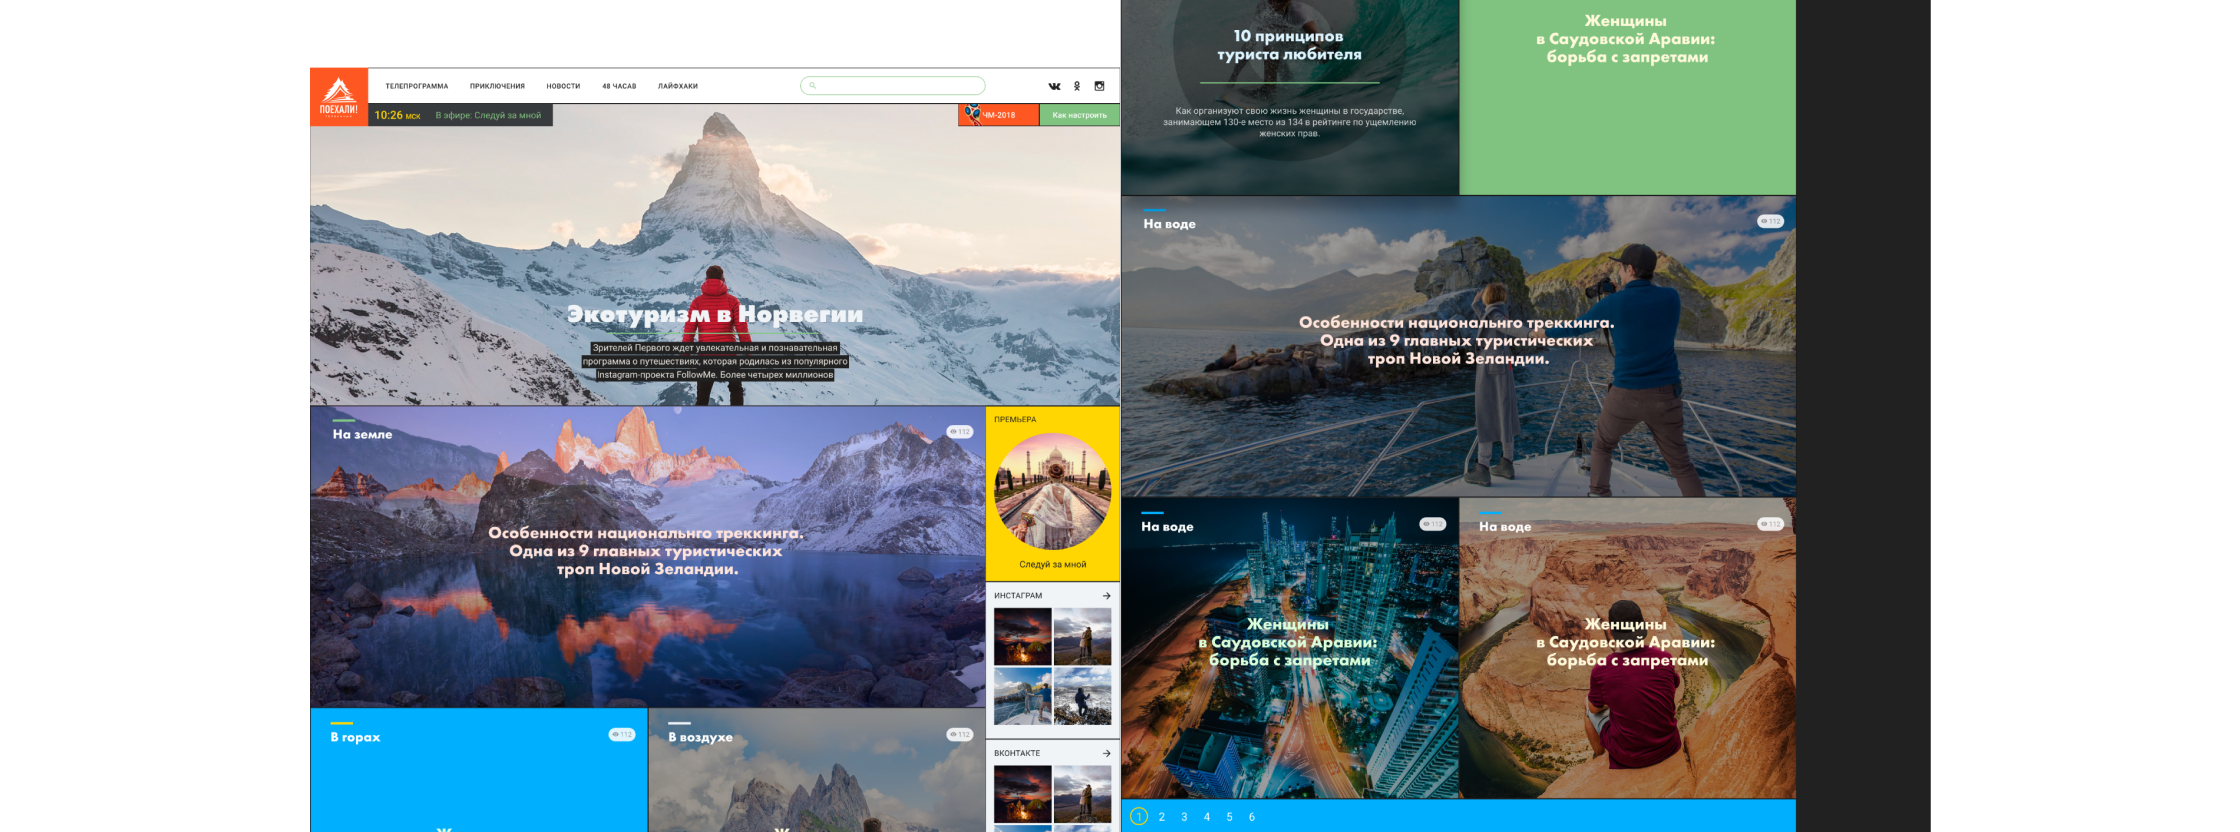 ПОЕХАЛИ!
ТЕЛЕПРОГРАММА ПРИКЛЮЧЕНИЯ НОВОСТИ 48 ЧАСАВ ЛАЙФХАКИ
10:26 МСК В эфире: Следуй за мной
ЧМ-2018 Как настроить
Экотуризм в Норвегии
Зрителей Первого ждет увлекательная и познавательная
программа о путешествиях, которая родилась из популярного
Instagram-проекта FollowMe. Более четырех миллионов
На земле
112
Особенности национальнго треккинга.
Одна из 9 главных туристических
троп Новой Зеландии.
ПРЕМЬЕРА
Следуй за мной
ИНСТАГРАМ
ВКОНТАКТЕ
В горах
112
В воздухе
112
10 принципов
туриста любителя
Как организуют свою жизнь женщины в государстве,
занимающем 130-е место из 134 в рейтинге по ущемлению
женских прав.
Женщины
в Саудовской Аравии:
борьба с запретами
На воде
112
Особенности национальнго треккинга.
Одна из 9 главных туристических
троп Новой Зеландии.
На воде
112
Женщины
в Саудовской Аравии:
борьба с запретами
На воде
112
Женщины
в Саудовской Аравии:
борьба с запретами
1 2 3 4 5 6